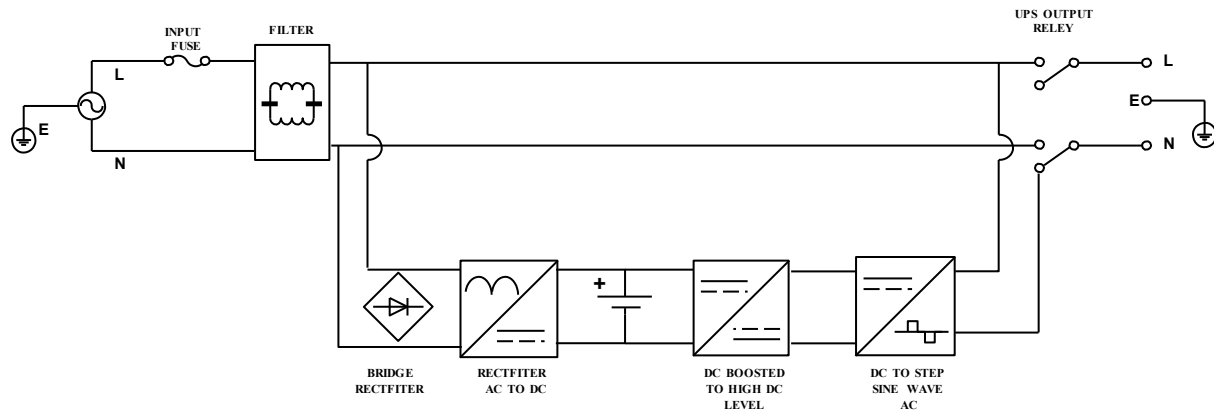 INPUT
FUSE
FILTER
UPS OUTPUT
RELEY
L
L
E
E
N
N
+
BRIDGE
RECTFITER
RECTFITER
AC TO DC
DC BOOSTED
TO HIGH DC
LEVEL
DC TO STEP
SINE WAVE
AC